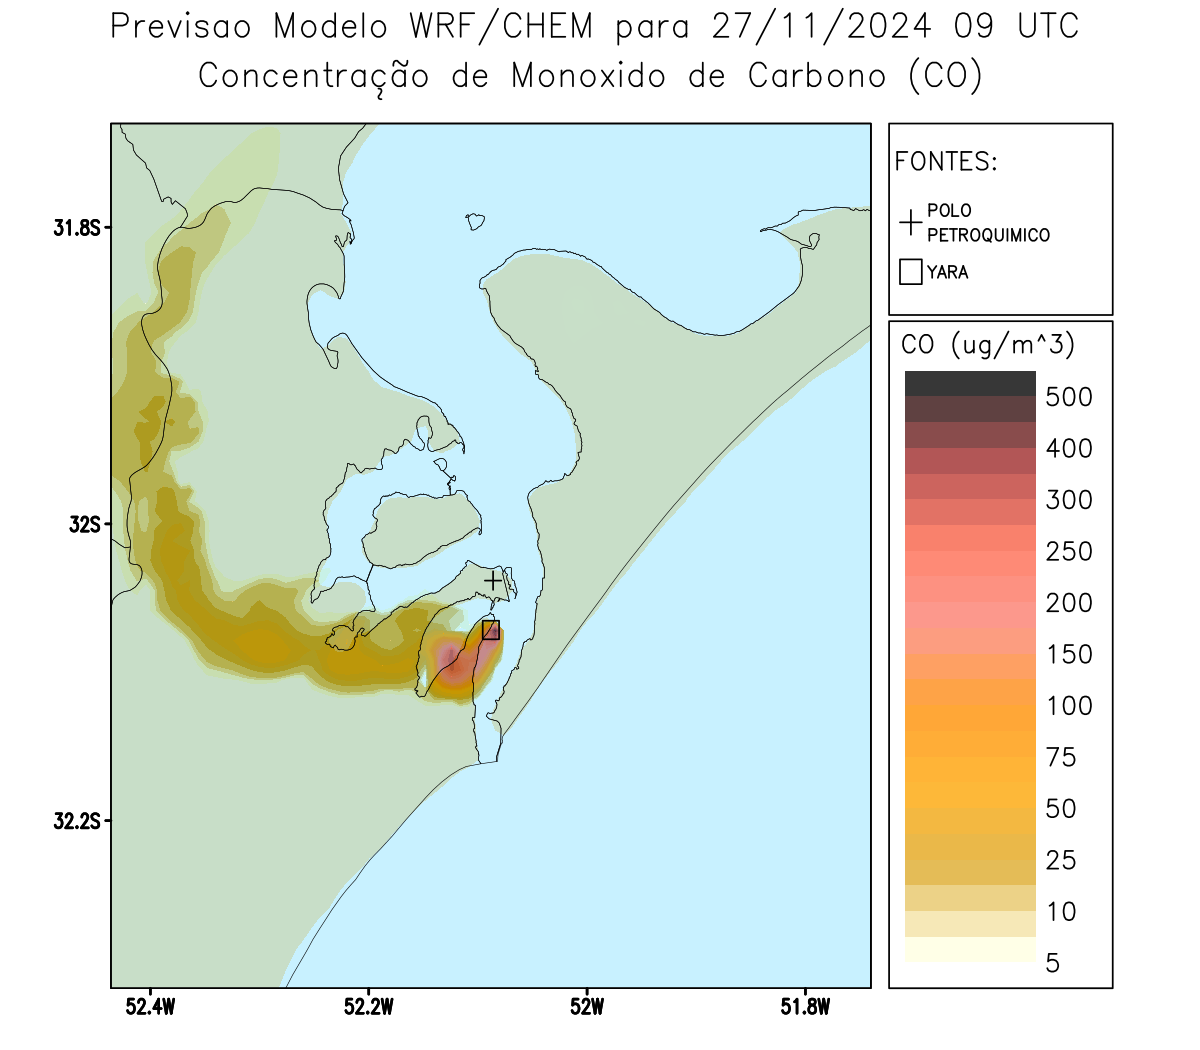 Previsao Modelo WRF/CHEM para 27/11/2024 09 UTC
Concentração de Monoxido de Carbono (CO)
FONTES:
POLO
PETROQUIMICO
YARA
CO (ug/m^3)
500
400
300
250
200
150
100
75
50
25
10
5
31.8S
32S
32.2S
52.4W
52.2W
52W
51.8W